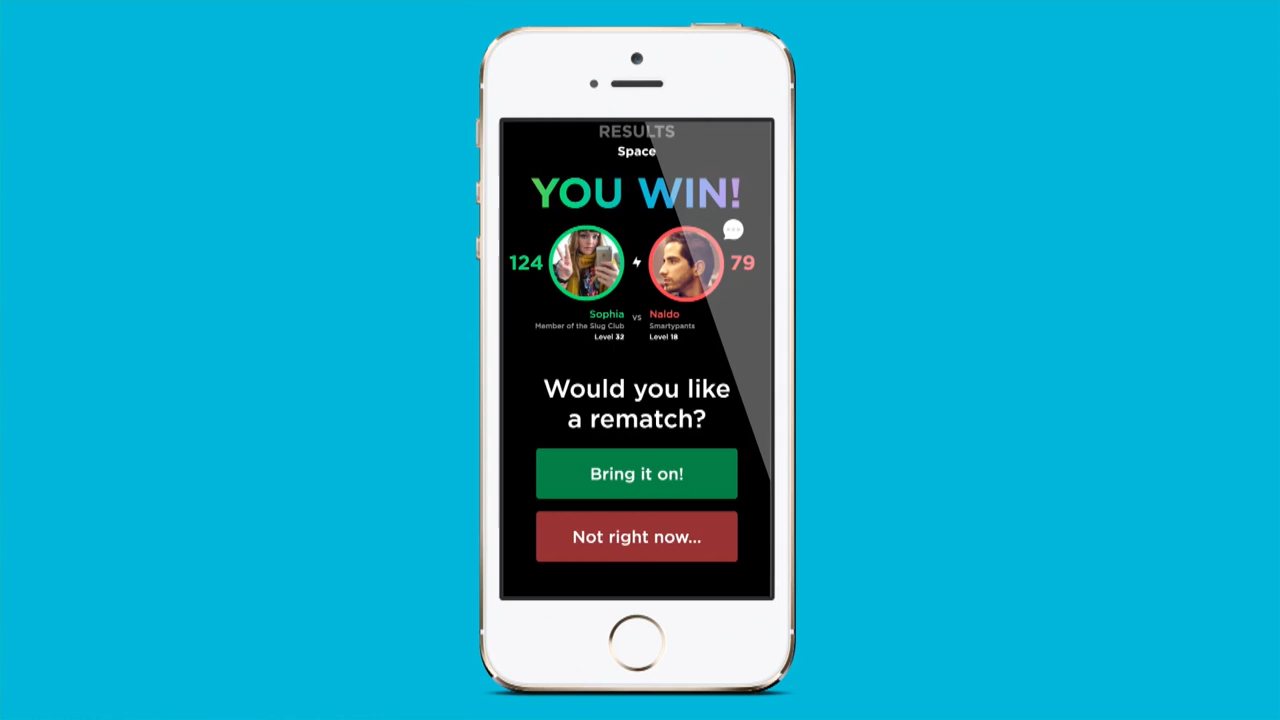 RESULTS
Space
YOU WIN!
124
79
Sophia vs Naldo
Member of the Slug Club Smartypants
Level 32 Level 18
Would you like
a rematch?
Bring it on!
Not right now...